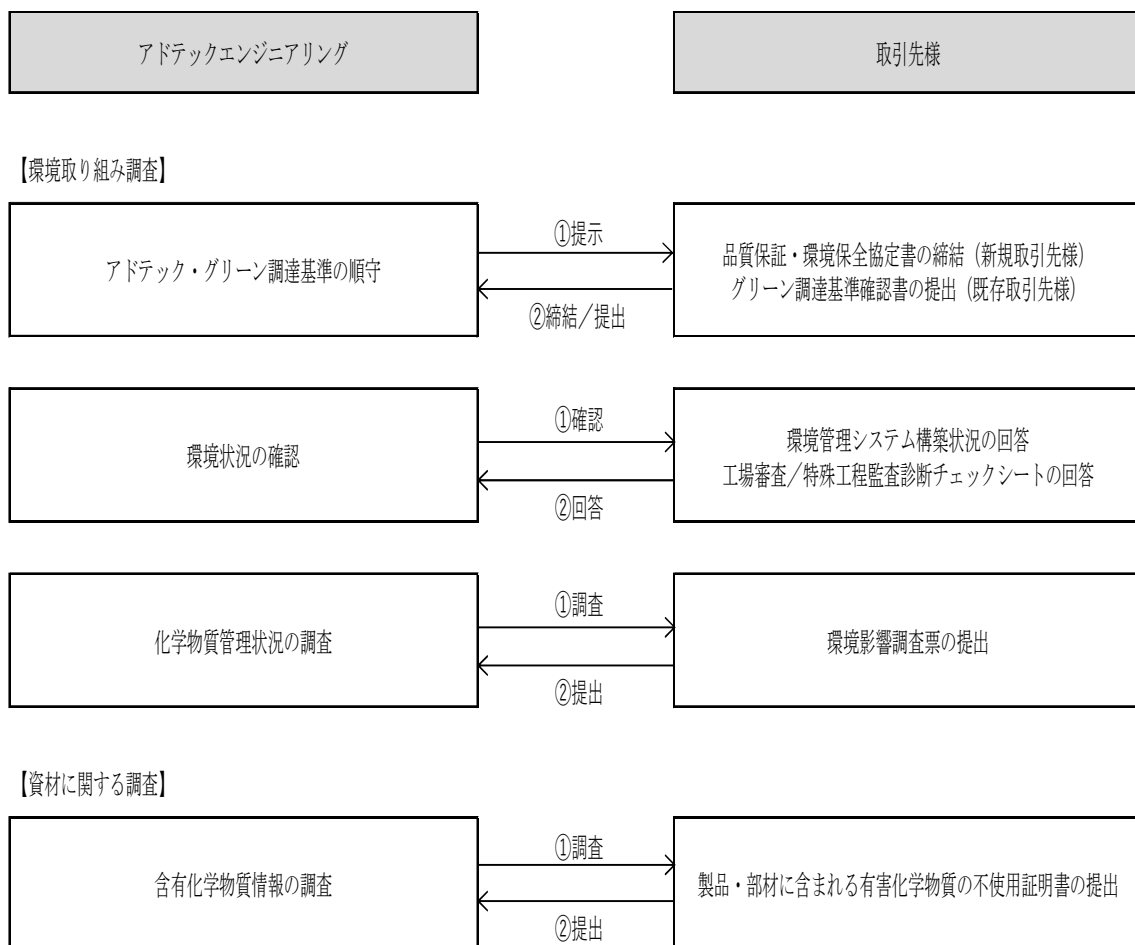 アドテックエンジニアリング
取引先様
【環境取り組み調査】
アドテック・グリーン調達基準の順守
①提示
②締結／提出
品質保証・環境保全協定書の締結（新規取引先様）
グリーン調達基準確認書の提出（既存取引先様）
環境状況の確認
①確認
②回答
環境管理システム構築状況の回答
工場審査／特殊工程監査診断チェックシートの回答
化学物質管理状況の調査
①調査
②提出
環境影響調査票の提出
【資材に関する調査】
含有化学物質情報の調査
①調査
②提出
製品・部材に含まれる有害化学物質の不使用証明書の提出